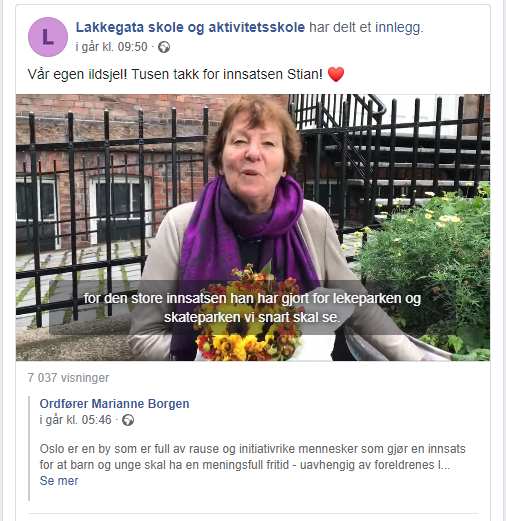 L
Lakkegata skole og aktivitetsskole har delt et innlegg.
i går kl. 09:50 ·
Vår egen ildsjel! Tusen takk for innsatsen Stian! ❤️
for den store innsatsen han har gjort for lekeparken og
skateparken vi snart skal se.
7 037 visninger
Ordfører Marianne Borgen
i går kl. 05:46 ·
Oslo er en by som er full av rause og initiativrike mennesker som gjør en innsats
for at barn og unge skal ha en meningsfull fritid - uavhengig av foreldrenes l...
Se mer